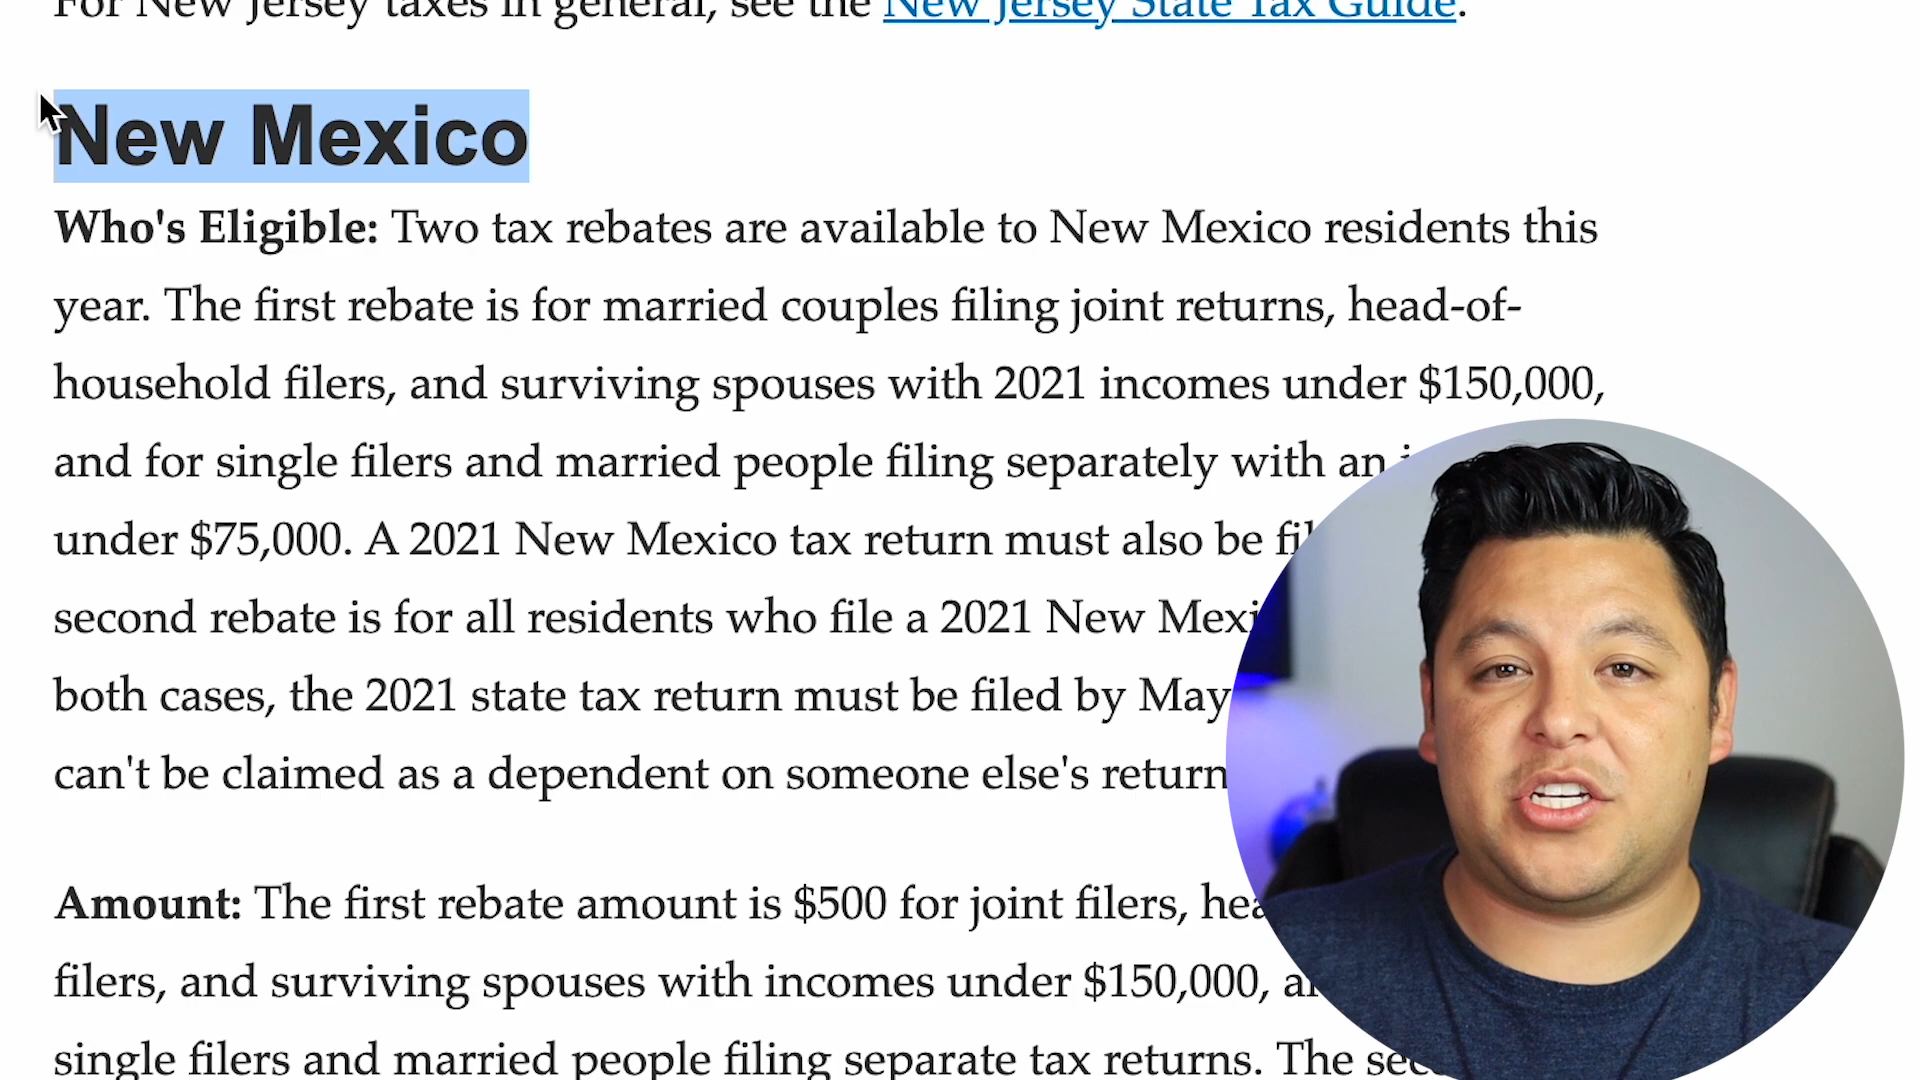 For New Jersey taxes in general, see the New Jersey State Tax Guide.
New Mexico
Who's Eligible: Two tax rebates are available to New Mexico residents this
year. The first rebate is for married couples filing joint returns, head-of-
household filers, and surviving spouses with 2021 incomes under $150,000,
and for single filers and married people filing separately with an
under $75,000. A 2021 New Mexico tax return must also be
second rebate is for all residents who file a 2021 New
both cases, the 2021 state tax return must be filed by May
can't be claimed as a dependent on someone else's return
Amount: The first rebate amount is $500 for joint filers,
filers, and surviving spouses with incomes under $150,000,
single filers and married people filing separate tax returns. The